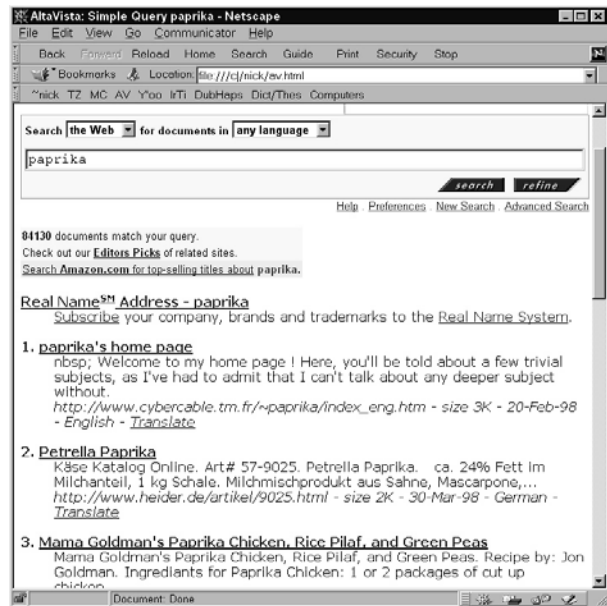 AltaVista: Simple Query paprika - Netscape
File Edit View Go Communicator Help
Back Forward Reload Home Search Guide Print Security Stop
Bookmarks Location: file:///c|/nick/av.html
~nick TZ MC AV Y'oo IrTi DubHaps Dict/Thes Computers
Search the Web for documents in any language
paprika
search refine
Help . Preferences . New Search . Advanced Search
84130 documents match your query.
Check out our Editors Picks of related sites.
Search Amazon.com for top-selling titles about paprika.
Real Name℠ Address - paprika
Subscribe your company, brands and trademarks to the Real Name System.
1. paprika's home page
nbsp; Welcome to my home page ! Here, you'll be told about a few trivial
subjects, as I've had to admit that I can't talk about any deeper subject
without.
http://www.cybercable.tm.fr/~paprika/index_eng.htm - size 3K - 20-Feb-98
- English - Translate
2. Petrella Paprika
Käse Katalog Online. Art# 57-9025. Petrella Paprika. ca. 24% Fett im
Milchanteil, 1 kg Schale. Milchmischprodukt aus Sahne, Mascarpone,...
http://www.heider.de/artikel/9025.html - size 2K - 30-Mar-98 - German -
Translate
3. Mama Goldman's Paprika Chicken, Rice Pilaf, and Green Peas
Mama Goldman's Paprika Chicken, Rice Pilaf, and Green Peas. Recipe by: Jon
Goldman. Ingrediants for Paprika Chicken: 1 or 2 packages of cut up
chicken
Document: Done